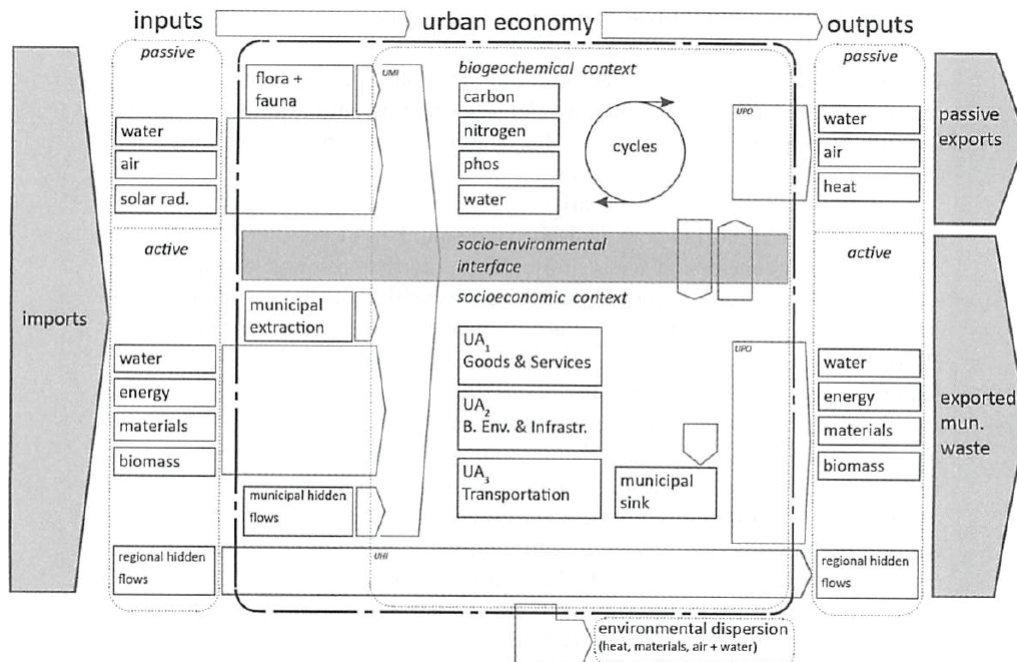 inputs
urban economy
outputs
imports
passive
water
air
solar rad.
active
water
energy
materials
biomass
regional hidden
flows
flora +
fauna
UMI
municipal
extraction
municipal hidden
flows
UHI
biogeochemical context
carbon
nitrogen
phos
water
cycles
socio-environmental
interface
socioeconomic context
UA1
Goods & Services
UA2
B. Env. & Infrastr.
UA3
Transportation
municipal
sink
UPO
UPO
passive
water
air
heat
active
water
energy
materials
biomass
regional hidden
flows
passive
exports
exported
mun.
waste
environmental dispersion
(heat, materials, air + water)